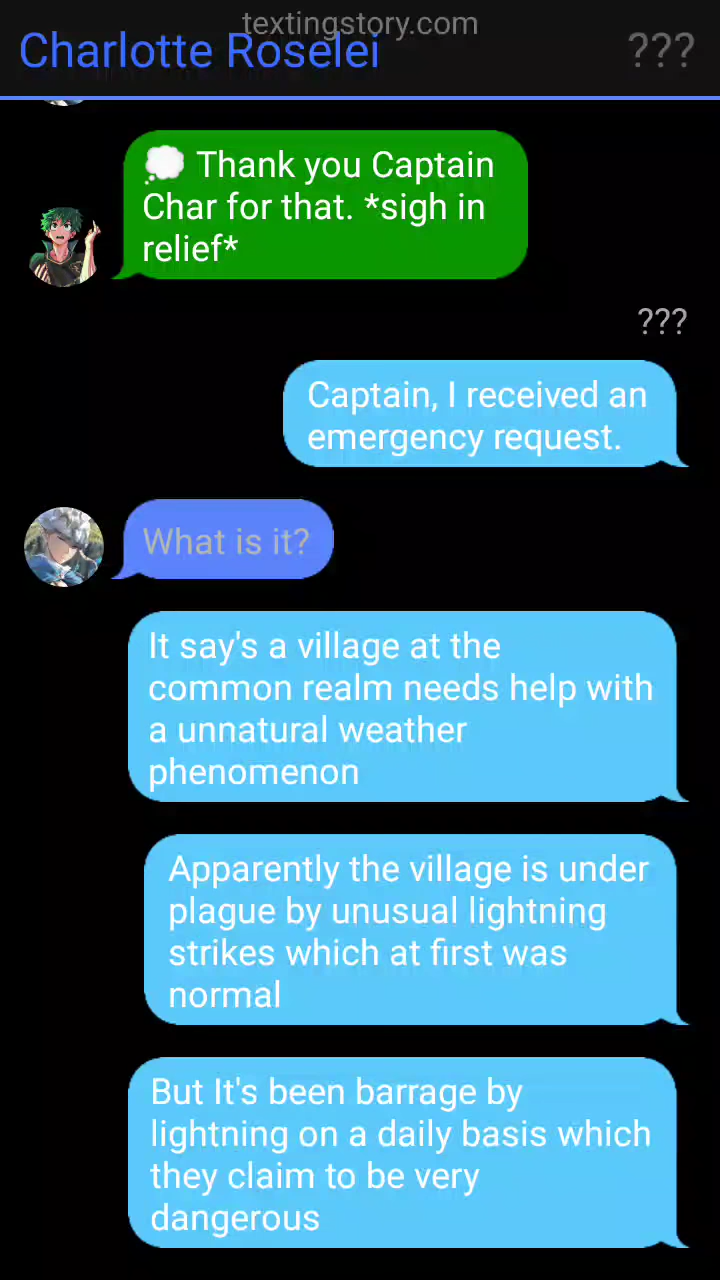 textingstory.com
Charlotte Roselei
???
💭 Thank you Captain
Char for that. *sigh in
relief*
???
Captain, I received an
emergency request.
What is it?
It say's a village at the
common realm needs help with
a unnatural weather
phenomenon
Apparently the village is under
plague by unusual lightning
strikes which at first was
normal
But It's been barrage by
lightning on a daily basis which
they claim to be very
dangerous